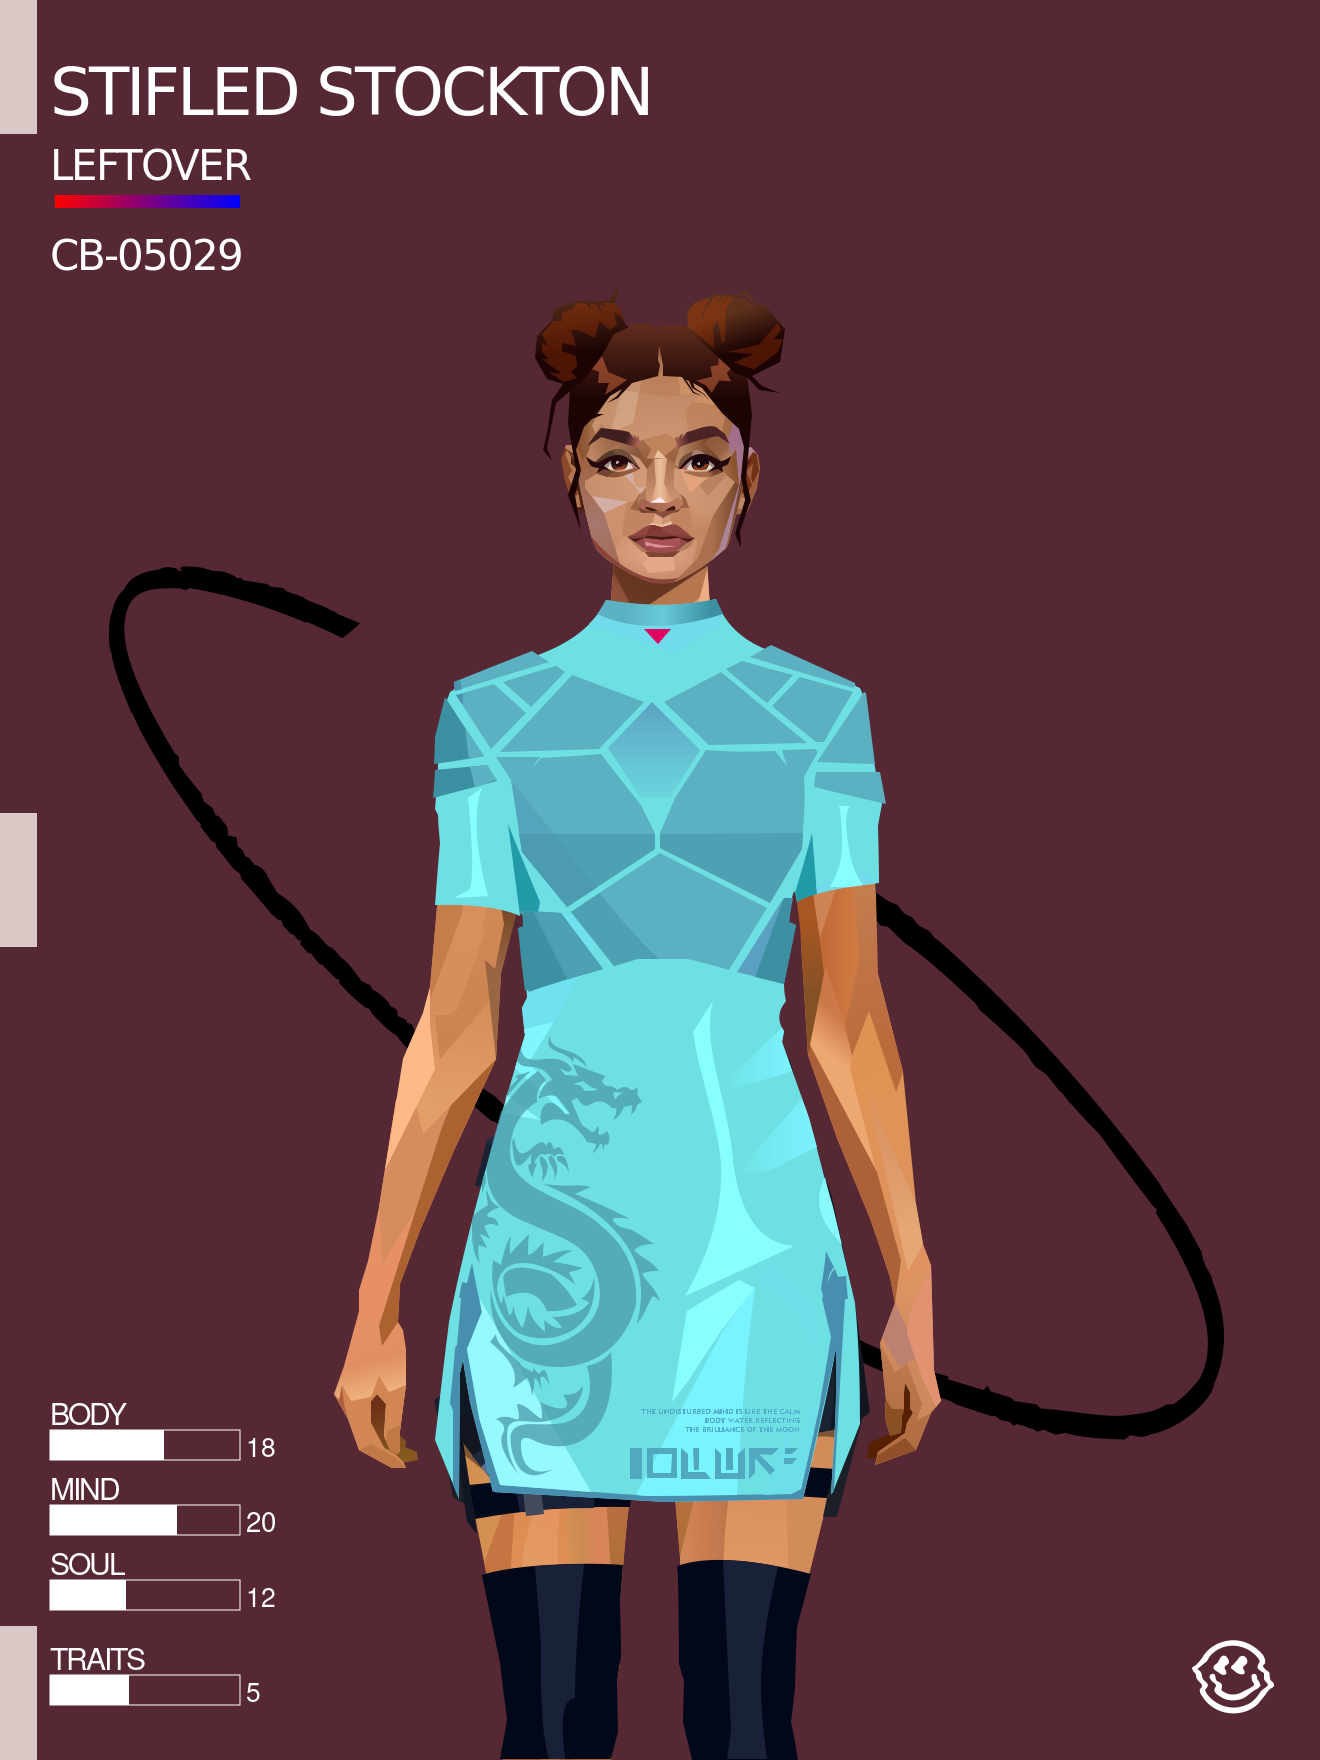 STIFLED STOCKTON
LEFTOVER
CB-05029
THE UNDISTURBED MIND IS LIKE THE CALM
BODY WATER REFLECTING
THE BRILLIANCE OF THE MOON
BODY
18
MIND
20
SOUL
12
TRAITS
5